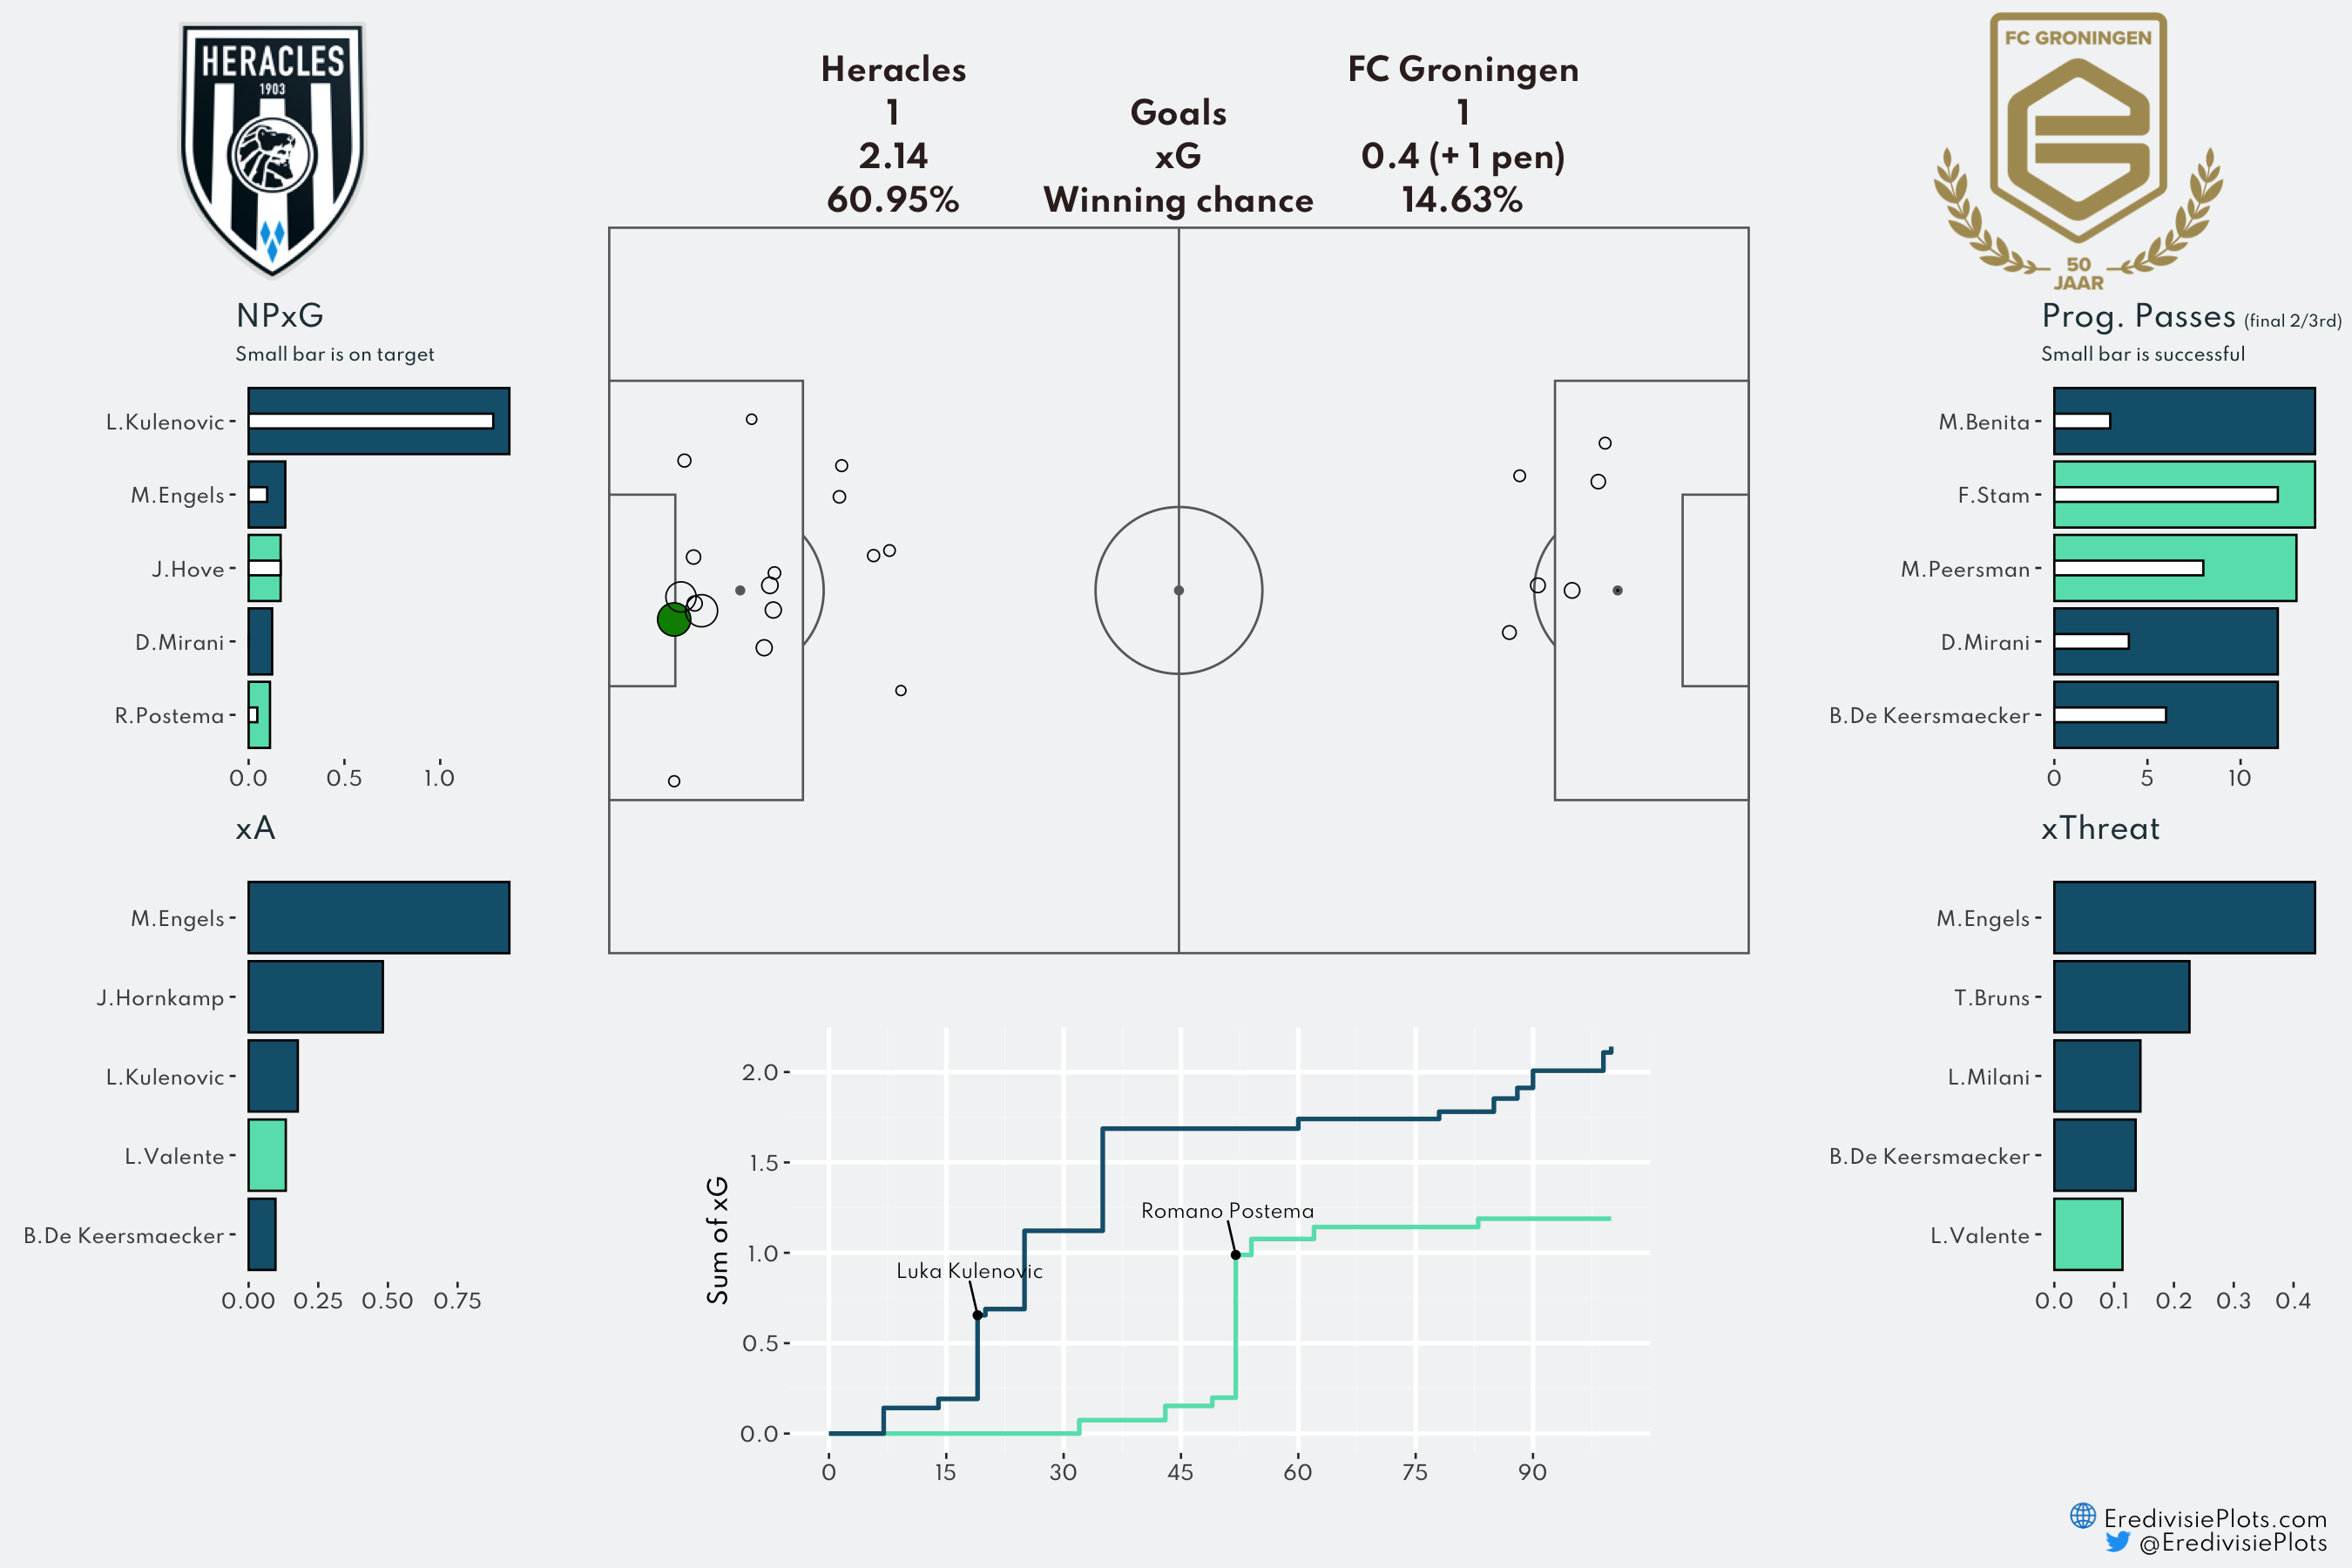 HERACLES
1903
Heracles
FC Groningen
1 Goals 1
2.14 xG 0.4 (+ 1 pen)
60.95% Winning chance 14.63%
FC GRONINGEN
50
JAAR
NPxG
Small bar is on target
L.Kulenovic
M.Engels
J.Hove
D.Mirani
R.Postema
0.0 0.5 1.0
xA
M.Engels
J.Hornkamp
L.Kulenovic
L.Valente
B.De Keersmaecker
0.00 0.25 0.50 0.75
Sum of xG
2.0
1.5
1.0
0.5
0.0
Romano Postema
Luka Kulenovic
0 15 30 45 60 75 90
Prog. Passes (final 2/3rd)
Small bar is successful
M.Benita
F.Stam
M.Peersman
D.Mirani
B.De Keersmaecker
0 5 10
xThreat
M.Engels
T.Bruns
L.Milani
B.De Keersmaecker
L.Valente
0.0 0.1 0.2 0.3 0.4
EredivisiePlots.com
@EredivisiePlots